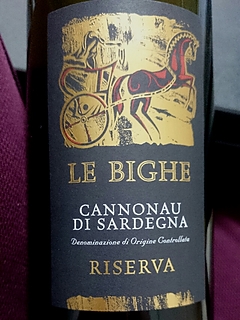 LE BIGHE
CANNONAU
DI SARDEGNA
Denominazione di Origine Controllata
RISERVA